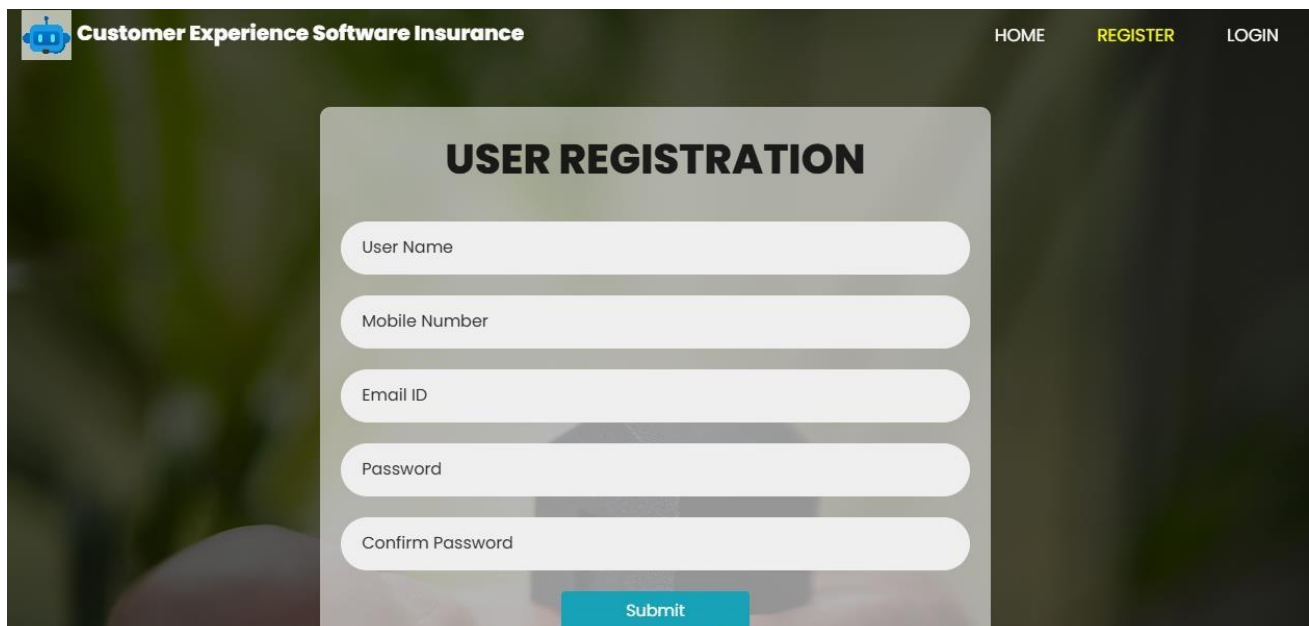 Customer Experience Software Insurance
HOME REGISTER LOGIN
USER REGISTRATION
User Name
Mobile Number
Email ID
Password
Confirm Password
Submit